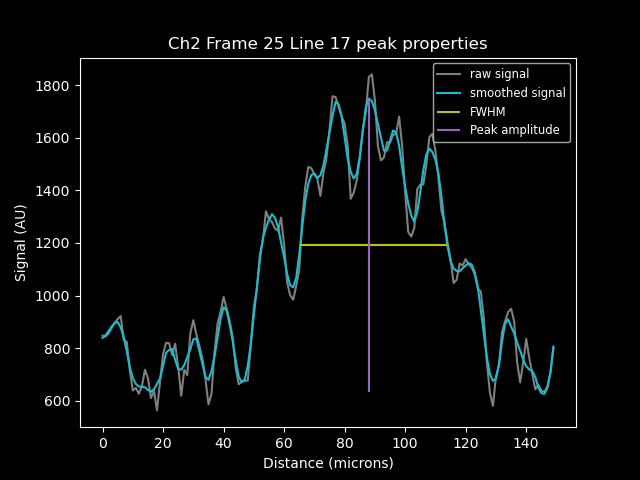 Ch2 Frame 25 Line 17 peak properties
raw signal
smoothed signal
FWHM
Peak amplitude
Signal (AU)
1800
1600
1400
1200
1000
800
600
0 20 40 60 80 100 120 140
Distance (microns)